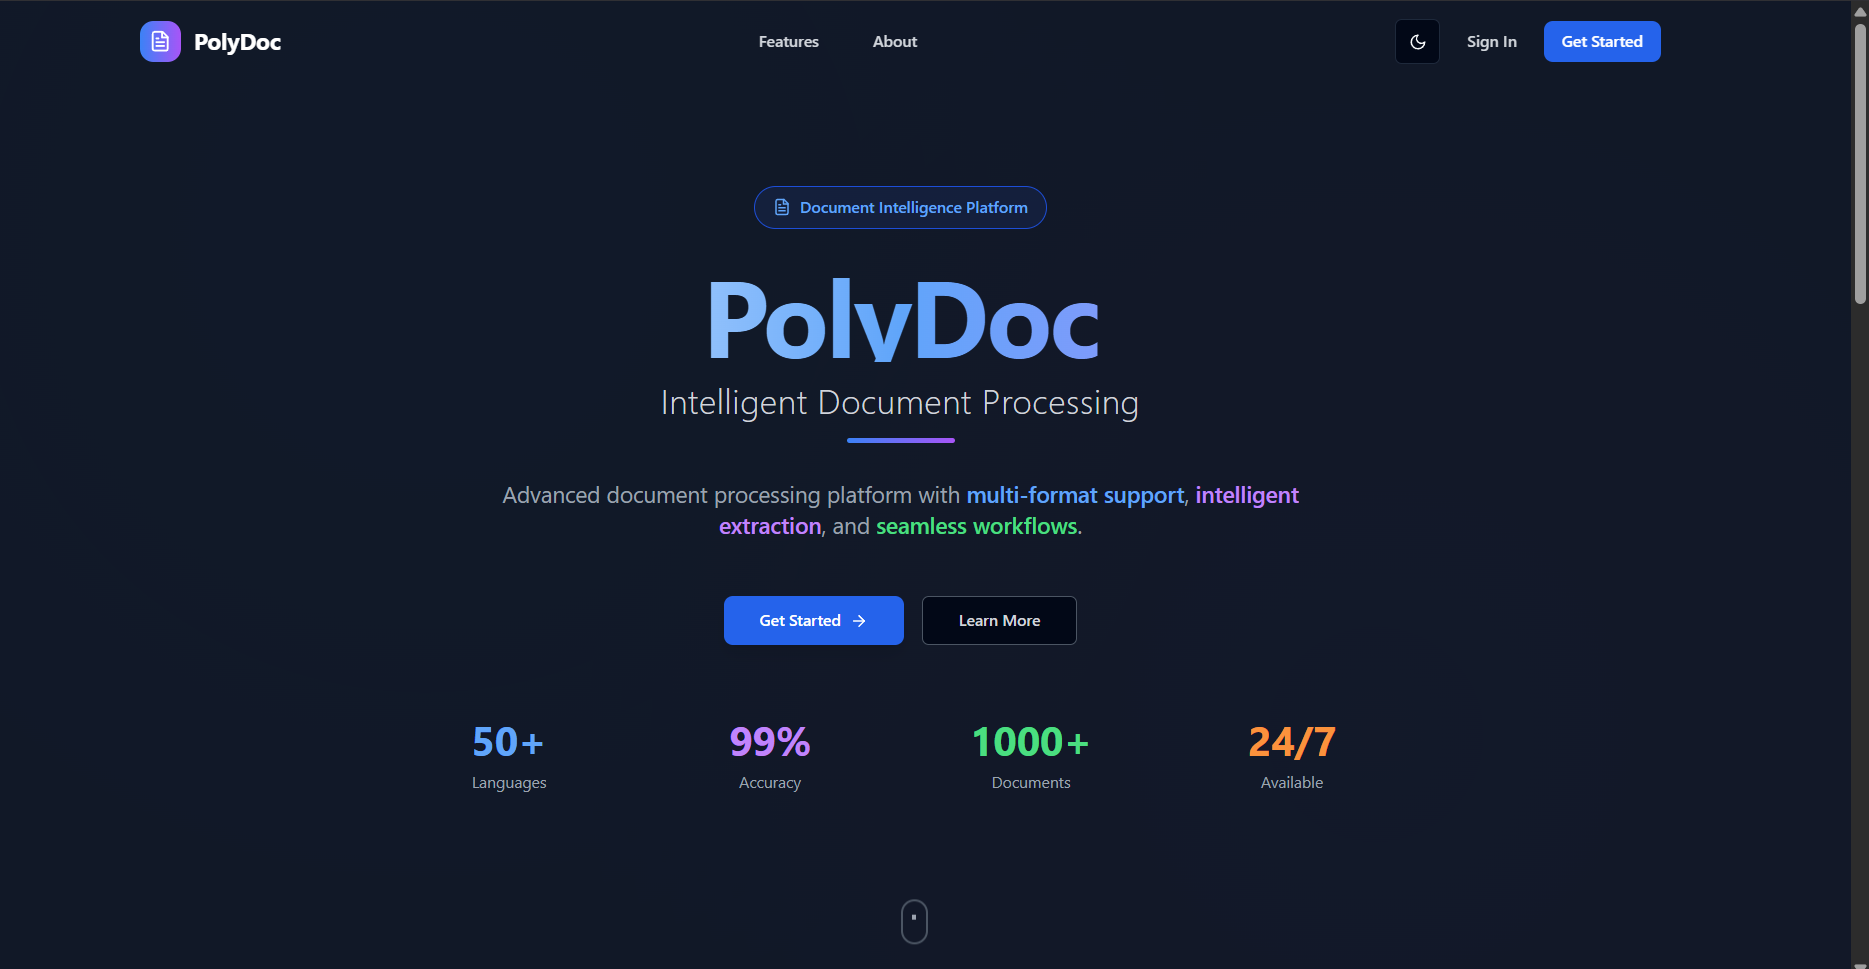 PolyDoc
Features
About
Sign In
Get Started
Document Intelligence Platform
PolyDoc
Intelligent Document Processing
Advanced document processing platform with multi-format support, intelligent
extraction, and seamless workflows.
Get Started
Learn More
50+
Languages
99%
Accuracy
1000+
Documents
24/7
Available